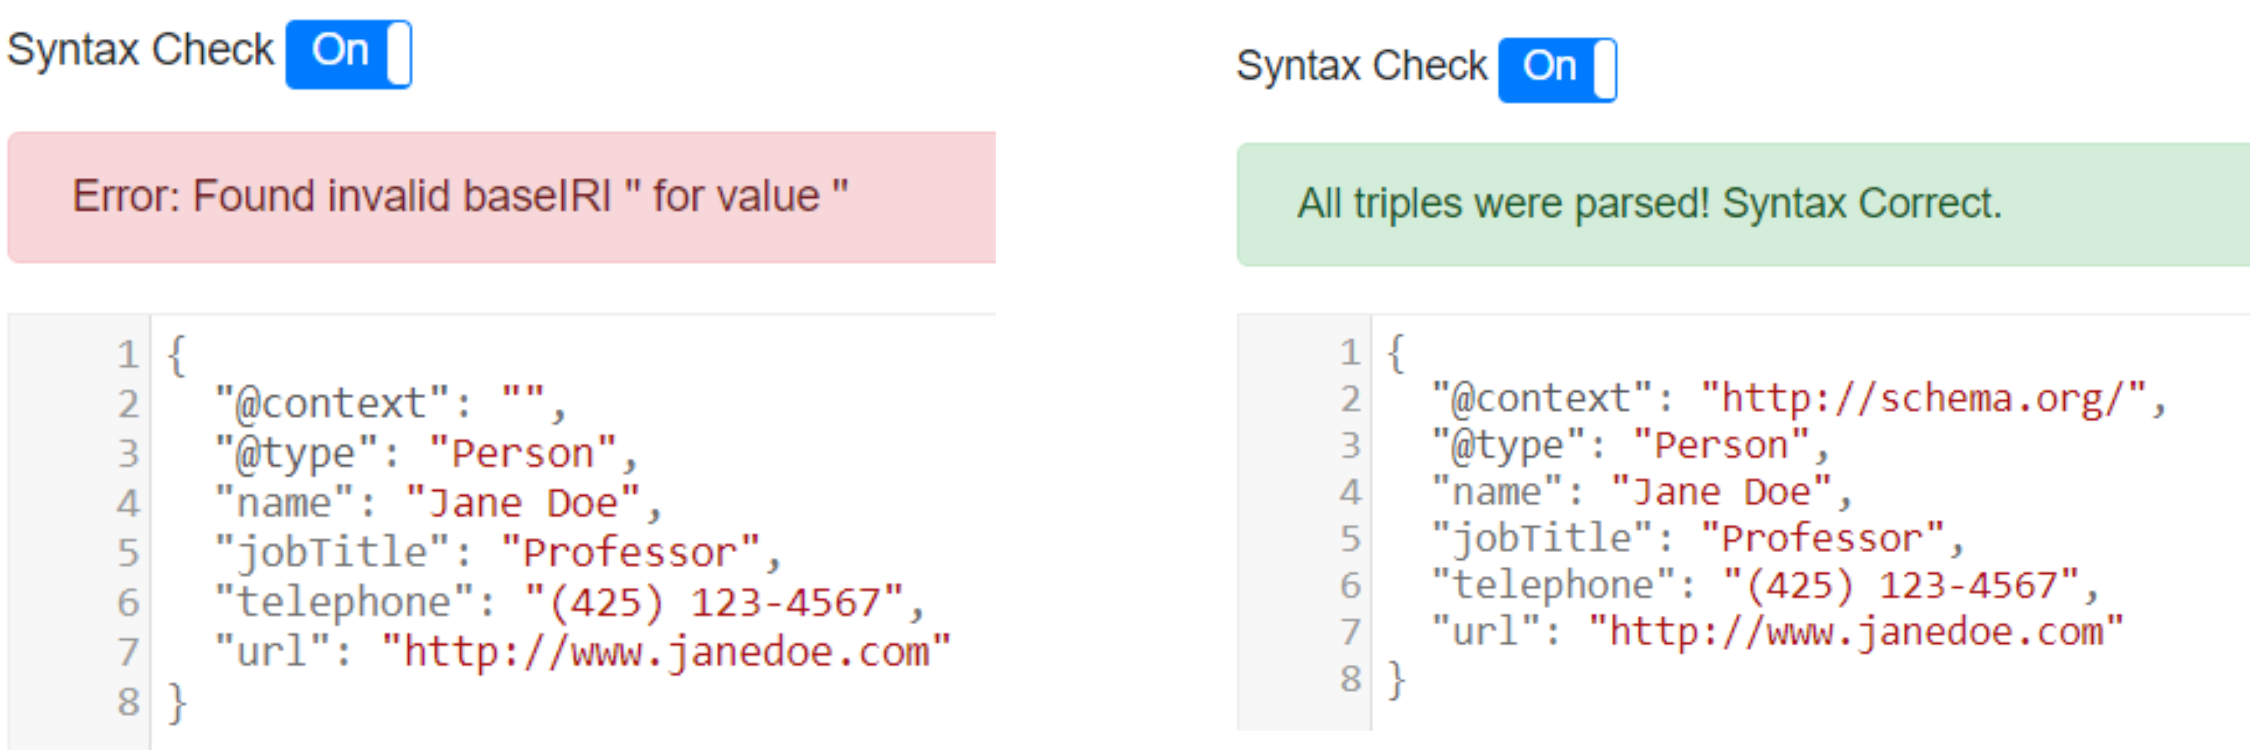 Syntax Check On
Error: Found invalid baseIRI '' for value ''
1 {
2 "@context": "",
3 "@type": "Person",
4 "name": "Jane Doe",
5 "jobTitle": "Professor",
6 "telephone": "(425) 123-4567",
7 "url": "http://www.janedoe.com"
8 }
Syntax Check On
All triples were parsed! Syntax Correct.
1 {
2 "@context": "http://schema.org/",
3 "@type": "Person",
4 "name": "Jane Doe",
5 "jobTitle": "Professor",
6 "telephone": "(425) 123-4567",
7 "url": "http://www.janedoe.com"
8 }